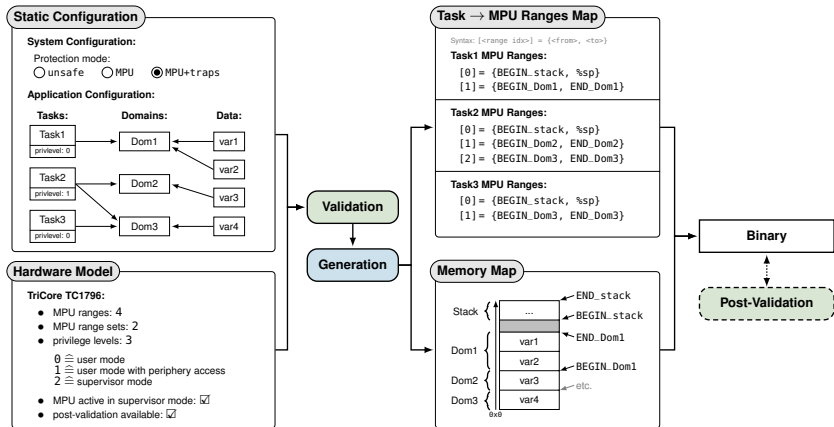 Static Configuration
System Configuration:
Protection mode:
unsafe MPU MPU+traps
Application Configuration:
Tasks: Domains: Data:
Task1
privlevel: 0
Dom1
var1
var2
Task2
privlevel: 1
Dom2
var3
Task3
privlevel: 0
Dom3
var4
Hardware Model
TriCore TC1796:
● MPU ranges: 4
● MPU range sets: 2
● privilege levels: 3
0 ≙ user mode
1 ≙ user mode with periphery access
2 ≙ supervisor mode
● MPU active in supervisor mode: ☑
● post-validation available: ☑
Validation
Generation
Task → MPU Ranges Map
Syntax: [<range idx>] = {<from>, <to>}
Task1 MPU Ranges:
[0] = {BEGIN_stack, %sp}
[1] = {BEGIN_Dom1, END_Dom1}
Task2 MPU Ranges:
[0] = {BEGIN_stack, %sp}
[1] = {BEGIN_Dom2, END_Dom2}
[2] = {BEGIN_Dom3, END_Dom3}
Task3 MPU Ranges:
[0] = {BEGIN_stack, %sp}
[1] = {BEGIN_Dom3, END_Dom3}
Memory Map
END_stack
Stack
...
BEGIN_stack
END_Dom1
Dom1
var1
var2
BEGIN_Dom1
Dom2
var3
etc.
Dom3
var4
0x0
Binary
Post-Validation